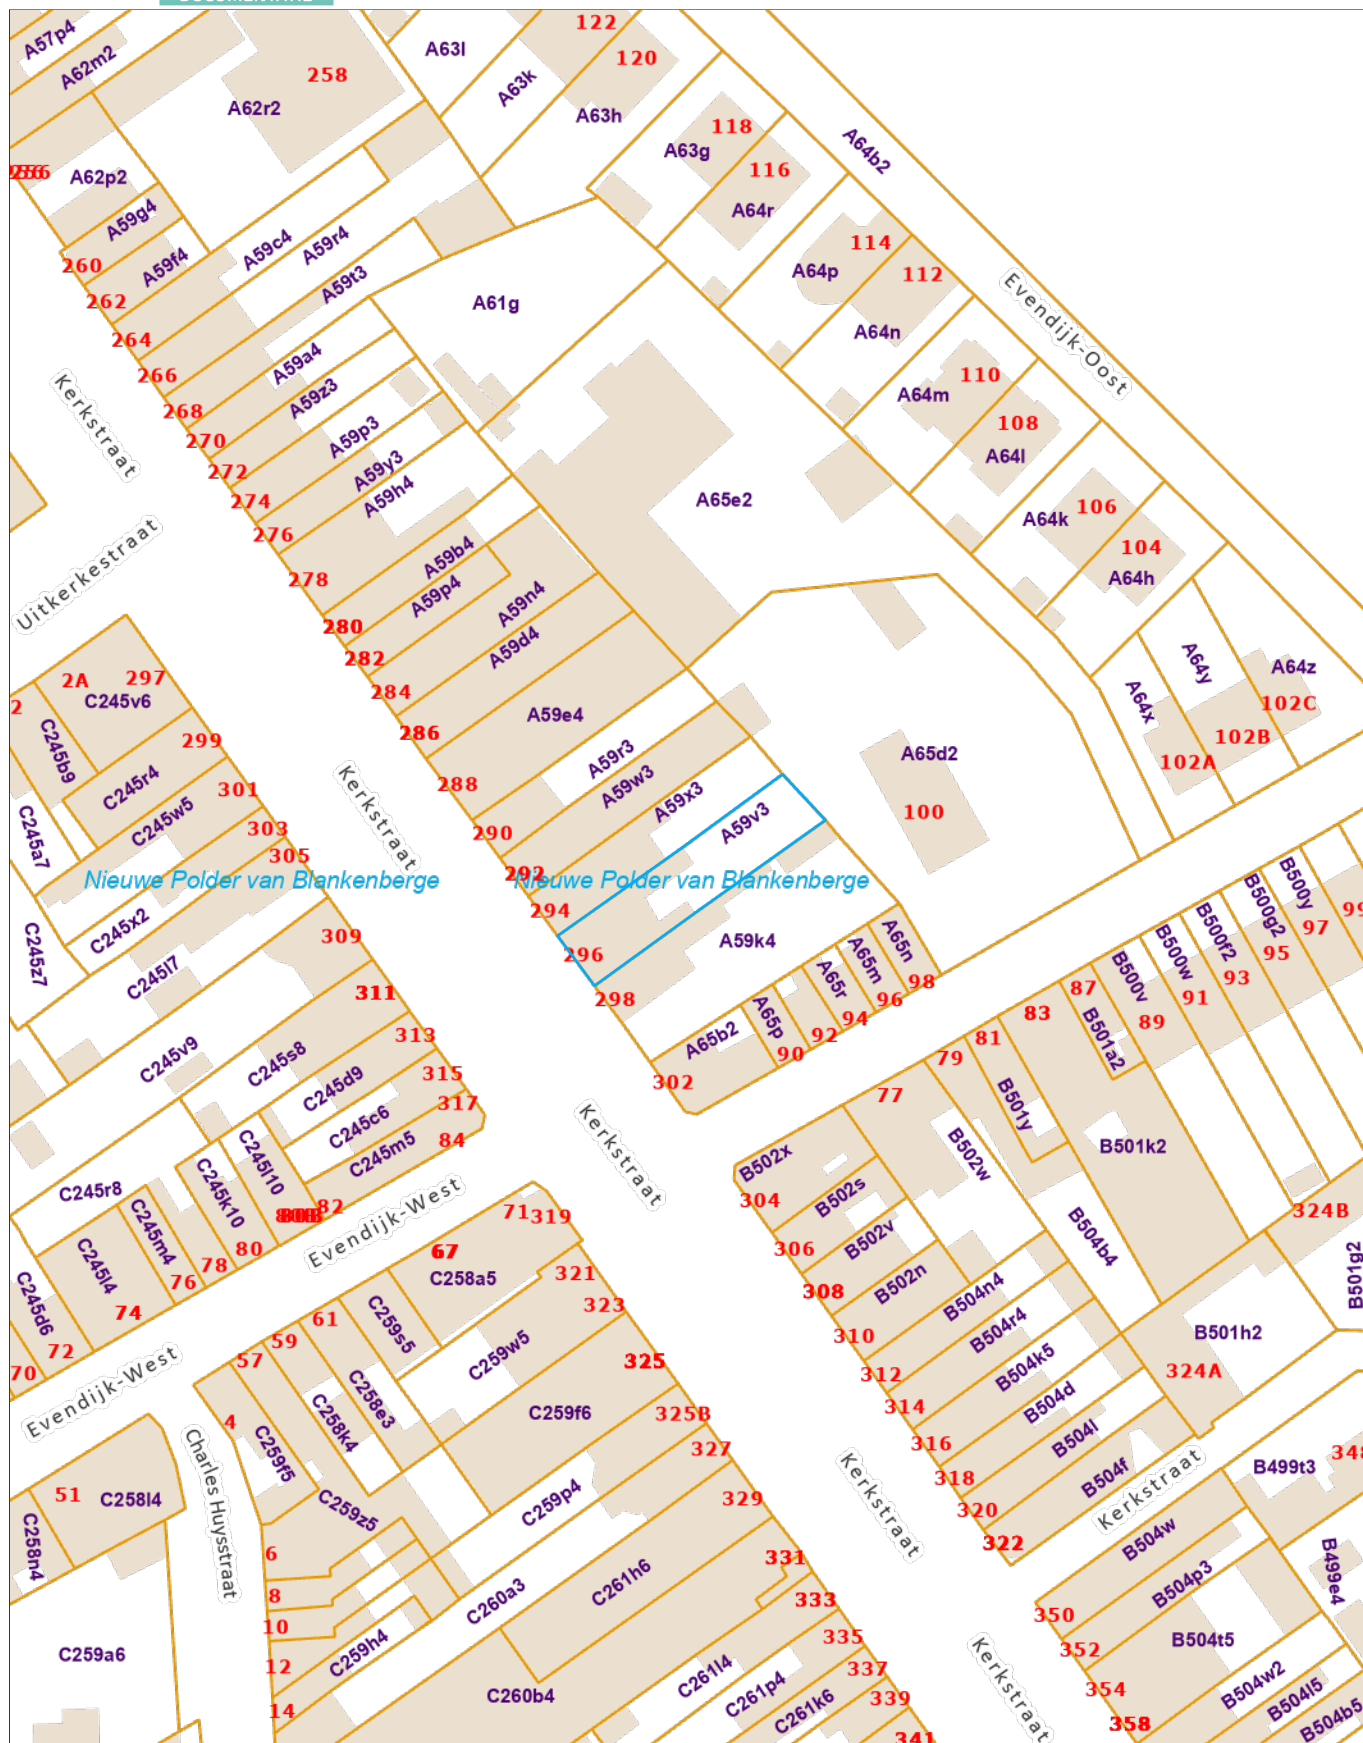 A57p4
A62m2
258
A62r2
A63l
A63k
122
120
A63h
118
A63g
116
A64r
A64b2
A62p2
A59g4
A59f4
A59c4
A59r4
A59t3
A61g
114
A64p
112
A64n
Evendijk-Oost
260
262
264
266
268
270
272
274
276
278
280
282
284
286
288
290
292
294
296
298
302
A59a4
A59z3
A59p3
A59y3
A59h4
A59b4
A59p4
A59n4
A59d4
A59e4
A59r3
A59w3
A59x3
A59v3
A59k4
A65e2
110
A64m
108
A64l
106
A64k
104
A64h
A64x
A64y
A64z
102A
102B
102C
A65d2
100
Kerkstraat
Uitkerkestraat
2A
297
C245v6
2
C245b9
299
C245r4
301
C245w5
303
305
C245a7
C245x2
C245z7
Kerkstraat
Nieuwe Polder van Blankenberge
Nieuwe Polder van Blankenberge
C245l7
309
311
313
315
317
84
C245v9
C245s8
C245d9
C245c6
C245m5
C245l10
C245k10
C245r8
C245m4
C245l4
C245d6
82
80
78
76
74
72
70
Evendijk-West
Evendijk-West
A65b2
A65p
A65r
A65m
A65n
90
92
94
96
98
Kerkstraat
77
79
81
83
87
89
91
93
95
97
B501a2
B500v
B500w
B500f2
B500g2
B500y
B501y
B501k2
B502x
B502w
B502s
B502v
B502n
B504b4
B504n4
B504r4
B504k5
B504d
B504l
B504f
304
306
308
310
312
314
316
318
320
322
324B
B501g2
B501h2
324A
71
319
67
C258a5
321
323
61
59
57
C259s5
C259w5
C258e3
C258k4
C259f5
4
325
C259f6
325B
327
329
331
333
335
337
339
341
51
C258l4
C258n4
Charles Huysstraat
C259z5
C259p4
6
8
10
12
14
C259h4
C260a3
C261h6
C259a6
C260b4
C261l4
C261p4
C261k6
Kerkstraat
Kerkstraat
Kerkstraat
B499t3
B504w
B504p3
B499e4
B504t5
B504w2
B504l5
B504b5
350
352
354
358